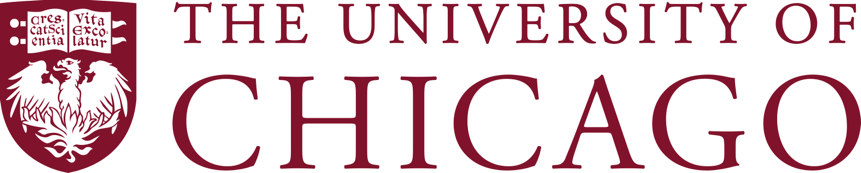 Cres
catSci
entia
Vita
Exco
latur
THE UNIVERSITY OF
CHICAGO